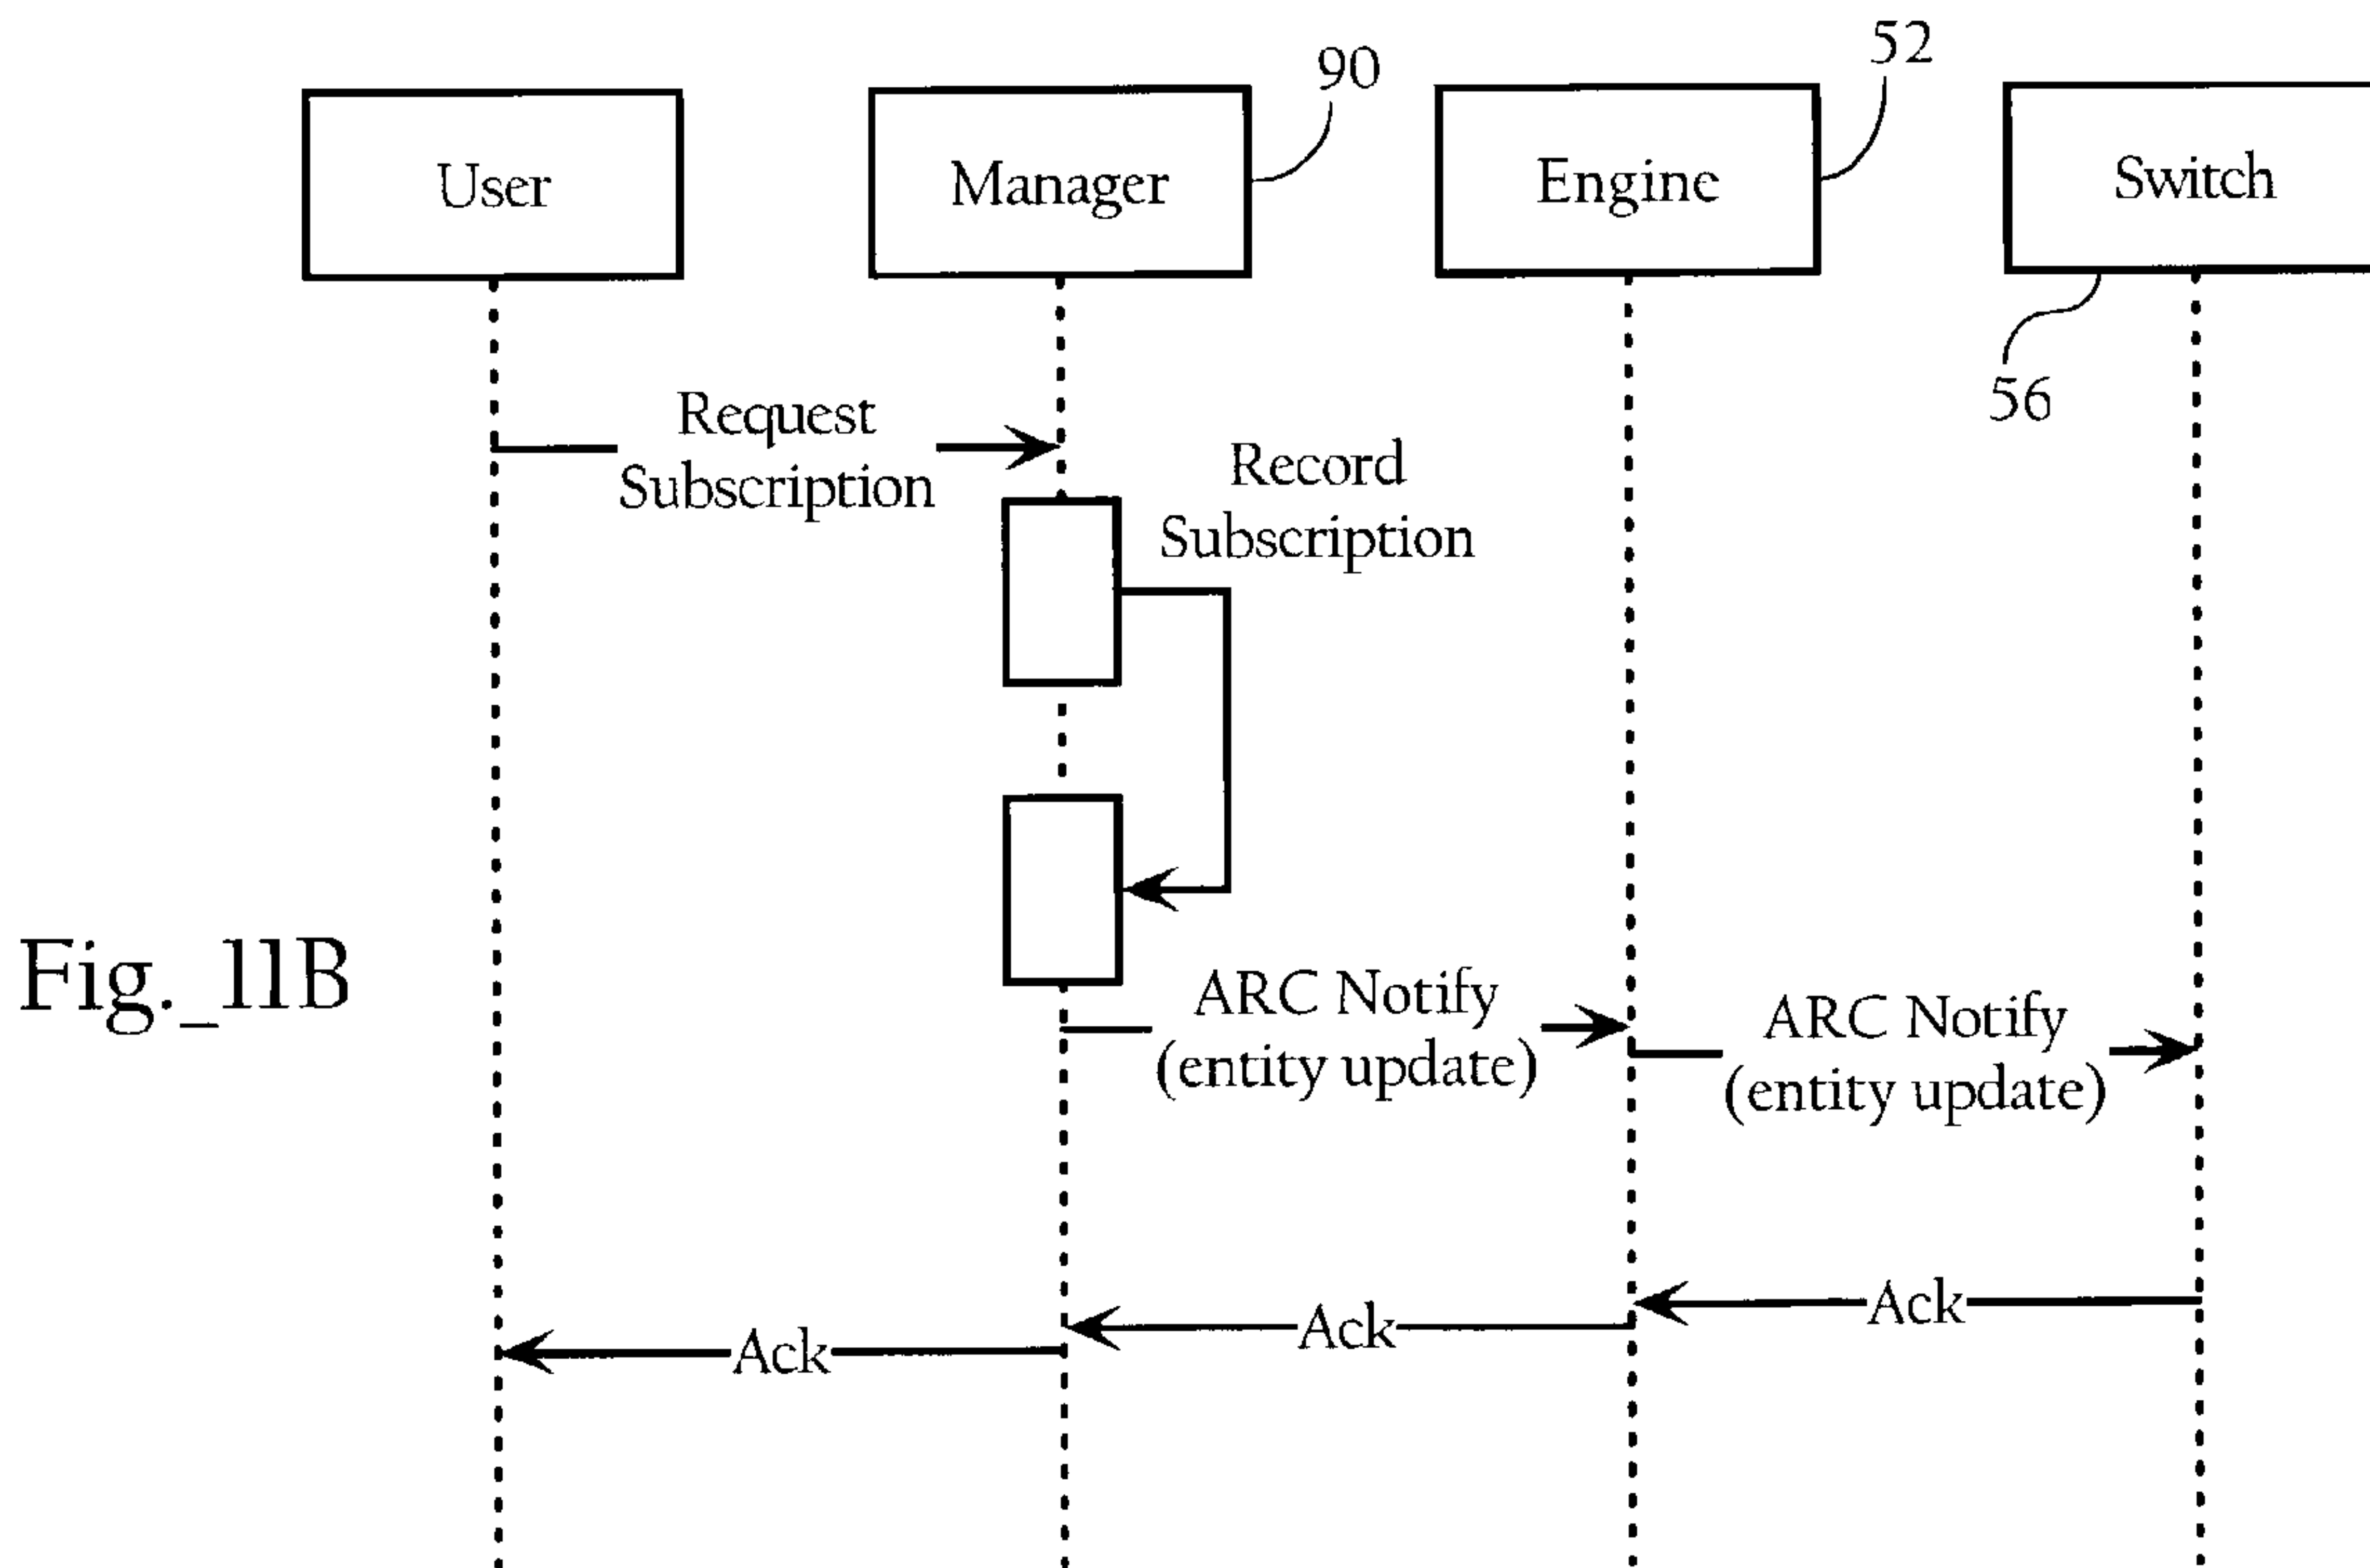 52
90
User
Manager
Engine
Switch
56
Request
Subscription
Record
Subscription
Fig._11B
ARC Notify
(entity update)
ARC Notify
(entity update)
Ack
Ack
Ack